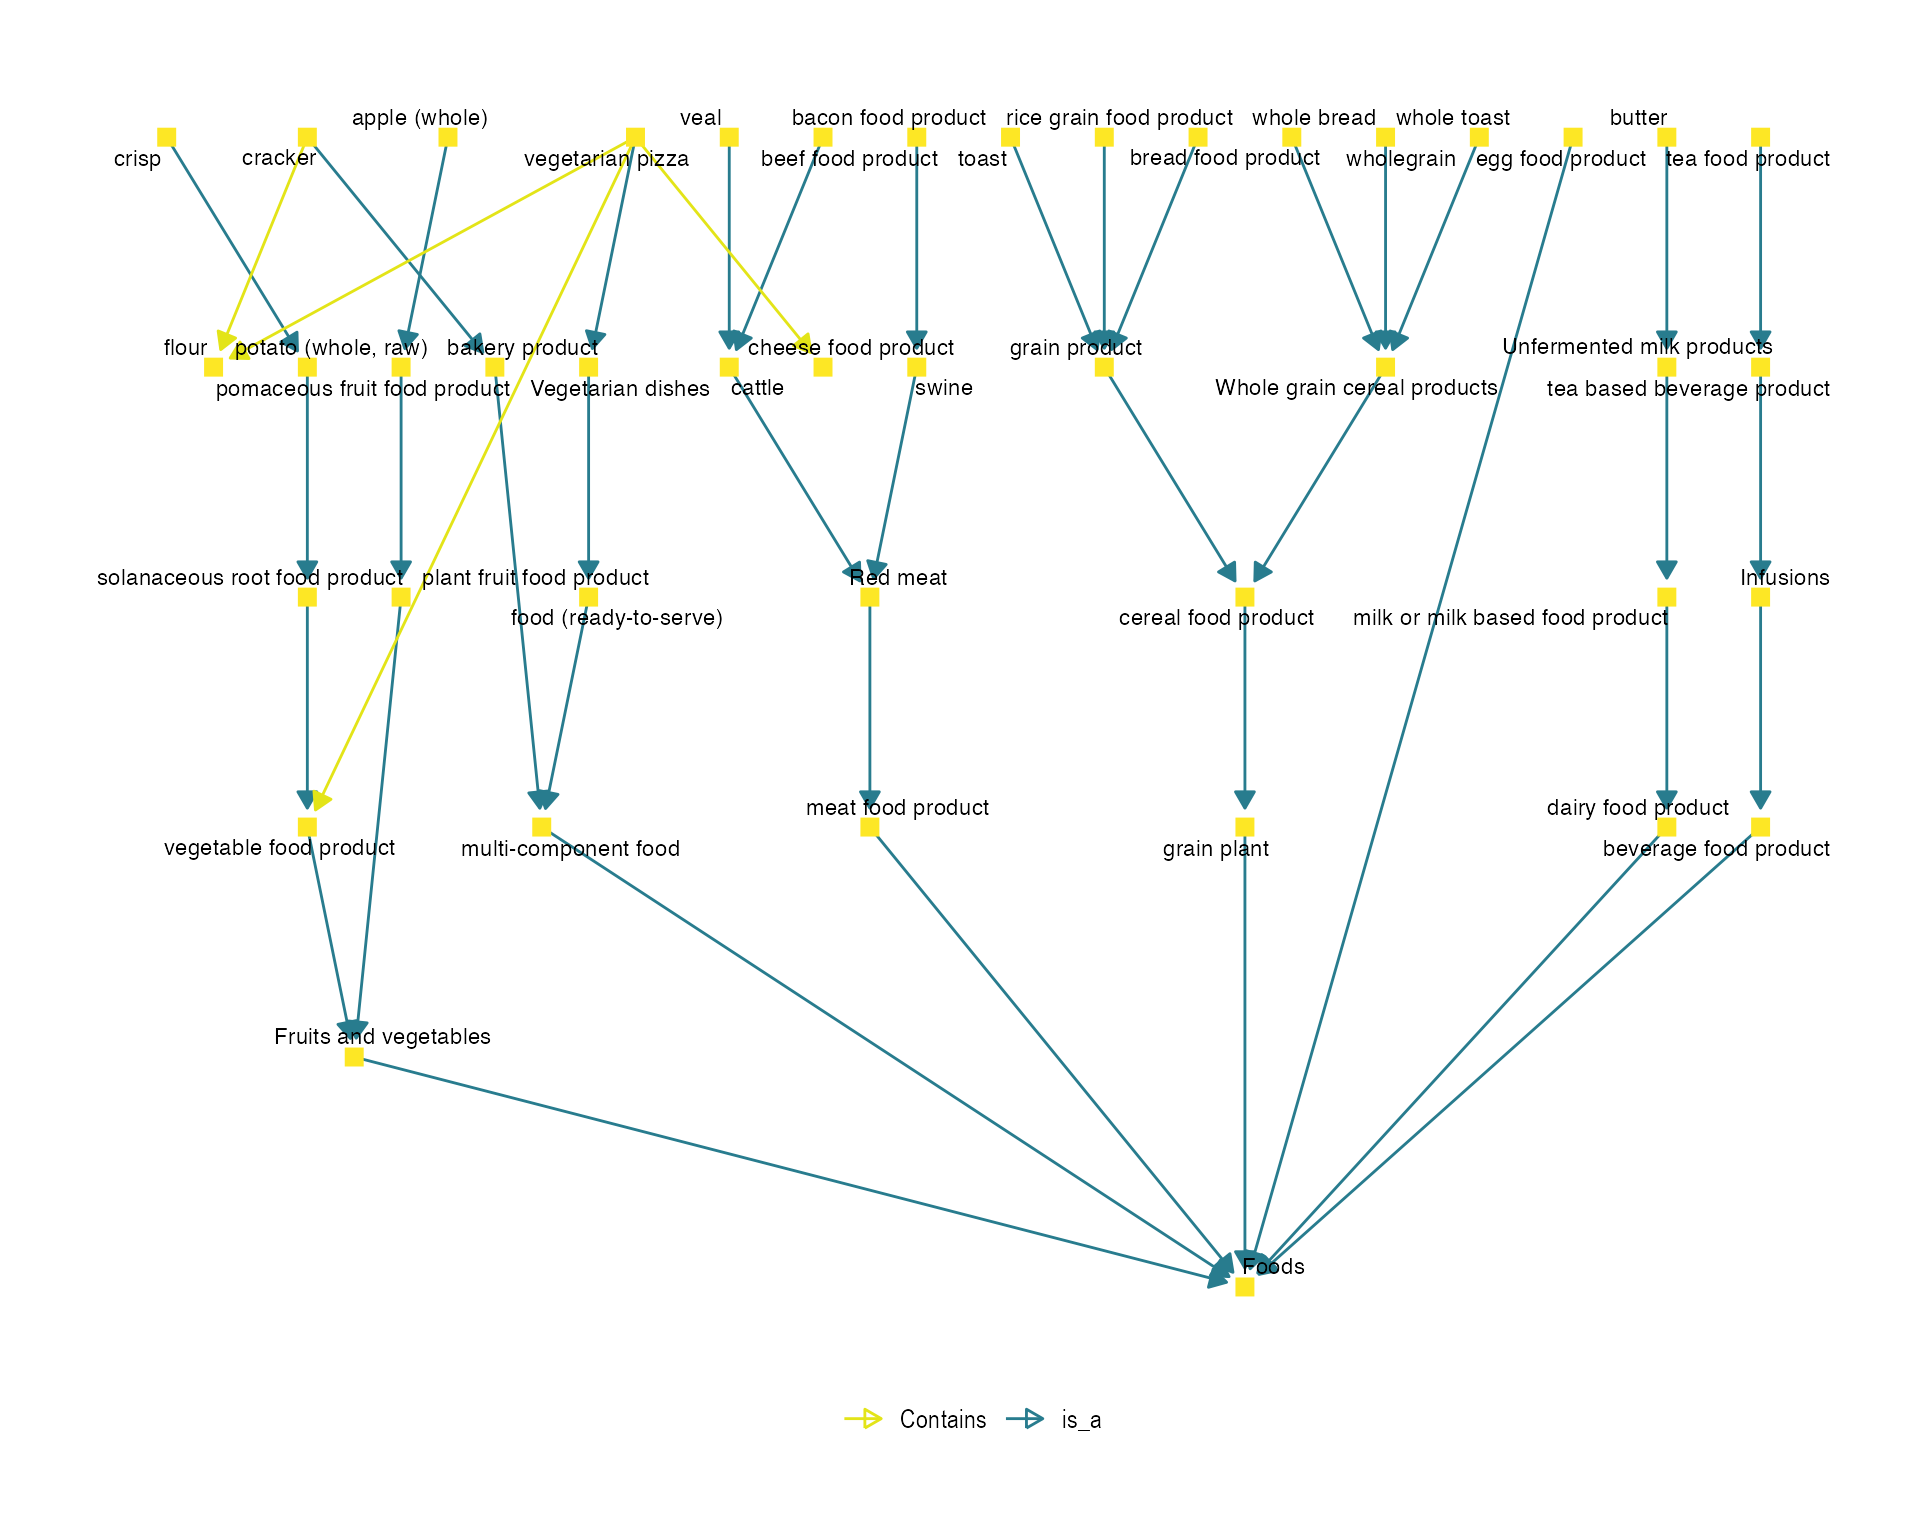 apple (whole)
veal
bacon food product
rice grain food product
whole bread
whole toast
butter
crisp
cracker
vegetarian pizza
beef food product
toast
bread food product
wholegrain
egg food product
tea food product
flour
potato (whole, raw)
bakery product
cheese food product
grain product
Unfermented milk products
pomaceous fruit food product
Vegetarian dishes
cattle
swine
Whole grain cereal products
tea based beverage product
solanaceous root food product
plant fruit food product
Red meat
Infusions
food (ready-to-serve)
cereal food product
milk or milk based food product
meat food product
dairy food product
vegetable food product
multi-component food
grain plant
beverage food product
Fruits and vegetables
Foods
Contains
is_a